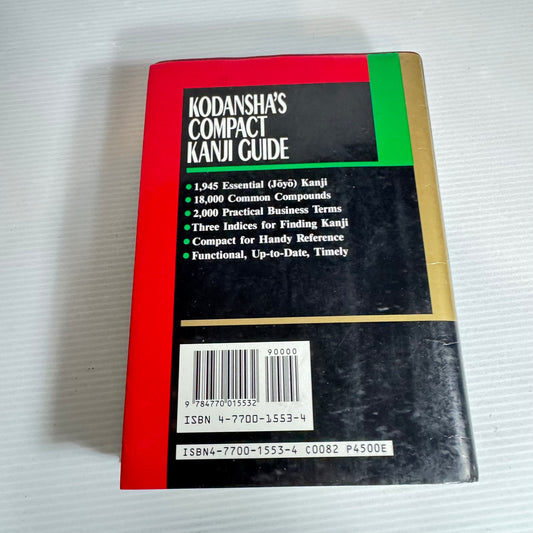 KODANSHA'S
COMPACT
KANJI GUIDE
• 1,945 Essential (Jōyō) Kanji
• 18,000 Common Compounds
• 2,000 Practical Business Terms
• Three Indices for Finding Kanji
• Compact for Handy Reference
• Functional, Up-to-Date, Timely
90000
9 784770 015532
ISBN 4-7700-1553-4
ISBN4-7700-1553-4 C0082 P4500E